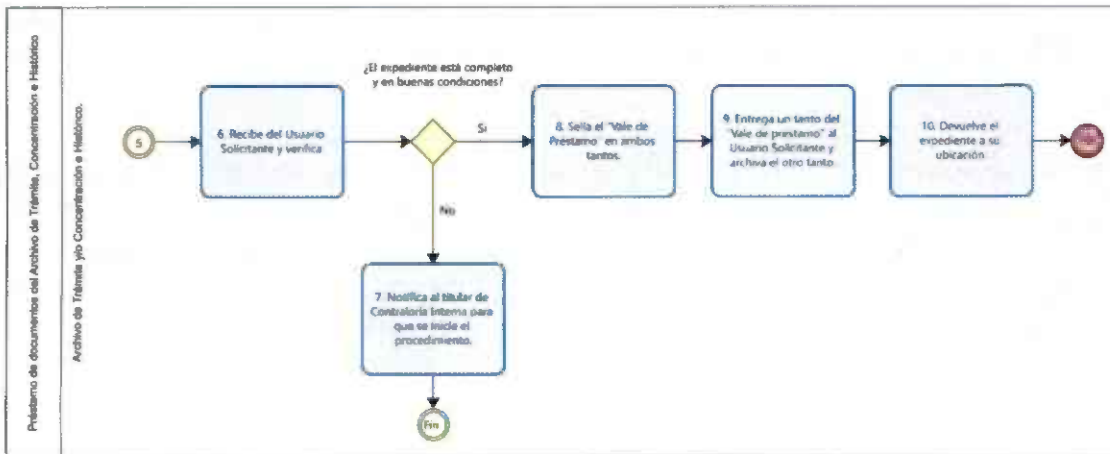 Préstamo de documentos del Archivo de Trámite, Concentración e Histórico
Archivo de Trámite y/o Concentración e Histórico.
5
6. Recibe del Usuario
Solicitante y verifica
¿El expediente está completo
y en buenas condiciones?
Si
No
7. Notifica al titular de
Contraloría Interna para
que se inicie el
procedimiento.
Fin
8. Sella el "Vale de
Préstamo" en ambos
tantos.
9. Entrega un tanto del
"Vale de préstamo" al
Usuario Solicitante y
archiva el otro tanto
10. Devuelve el
expediente a su
ubicación